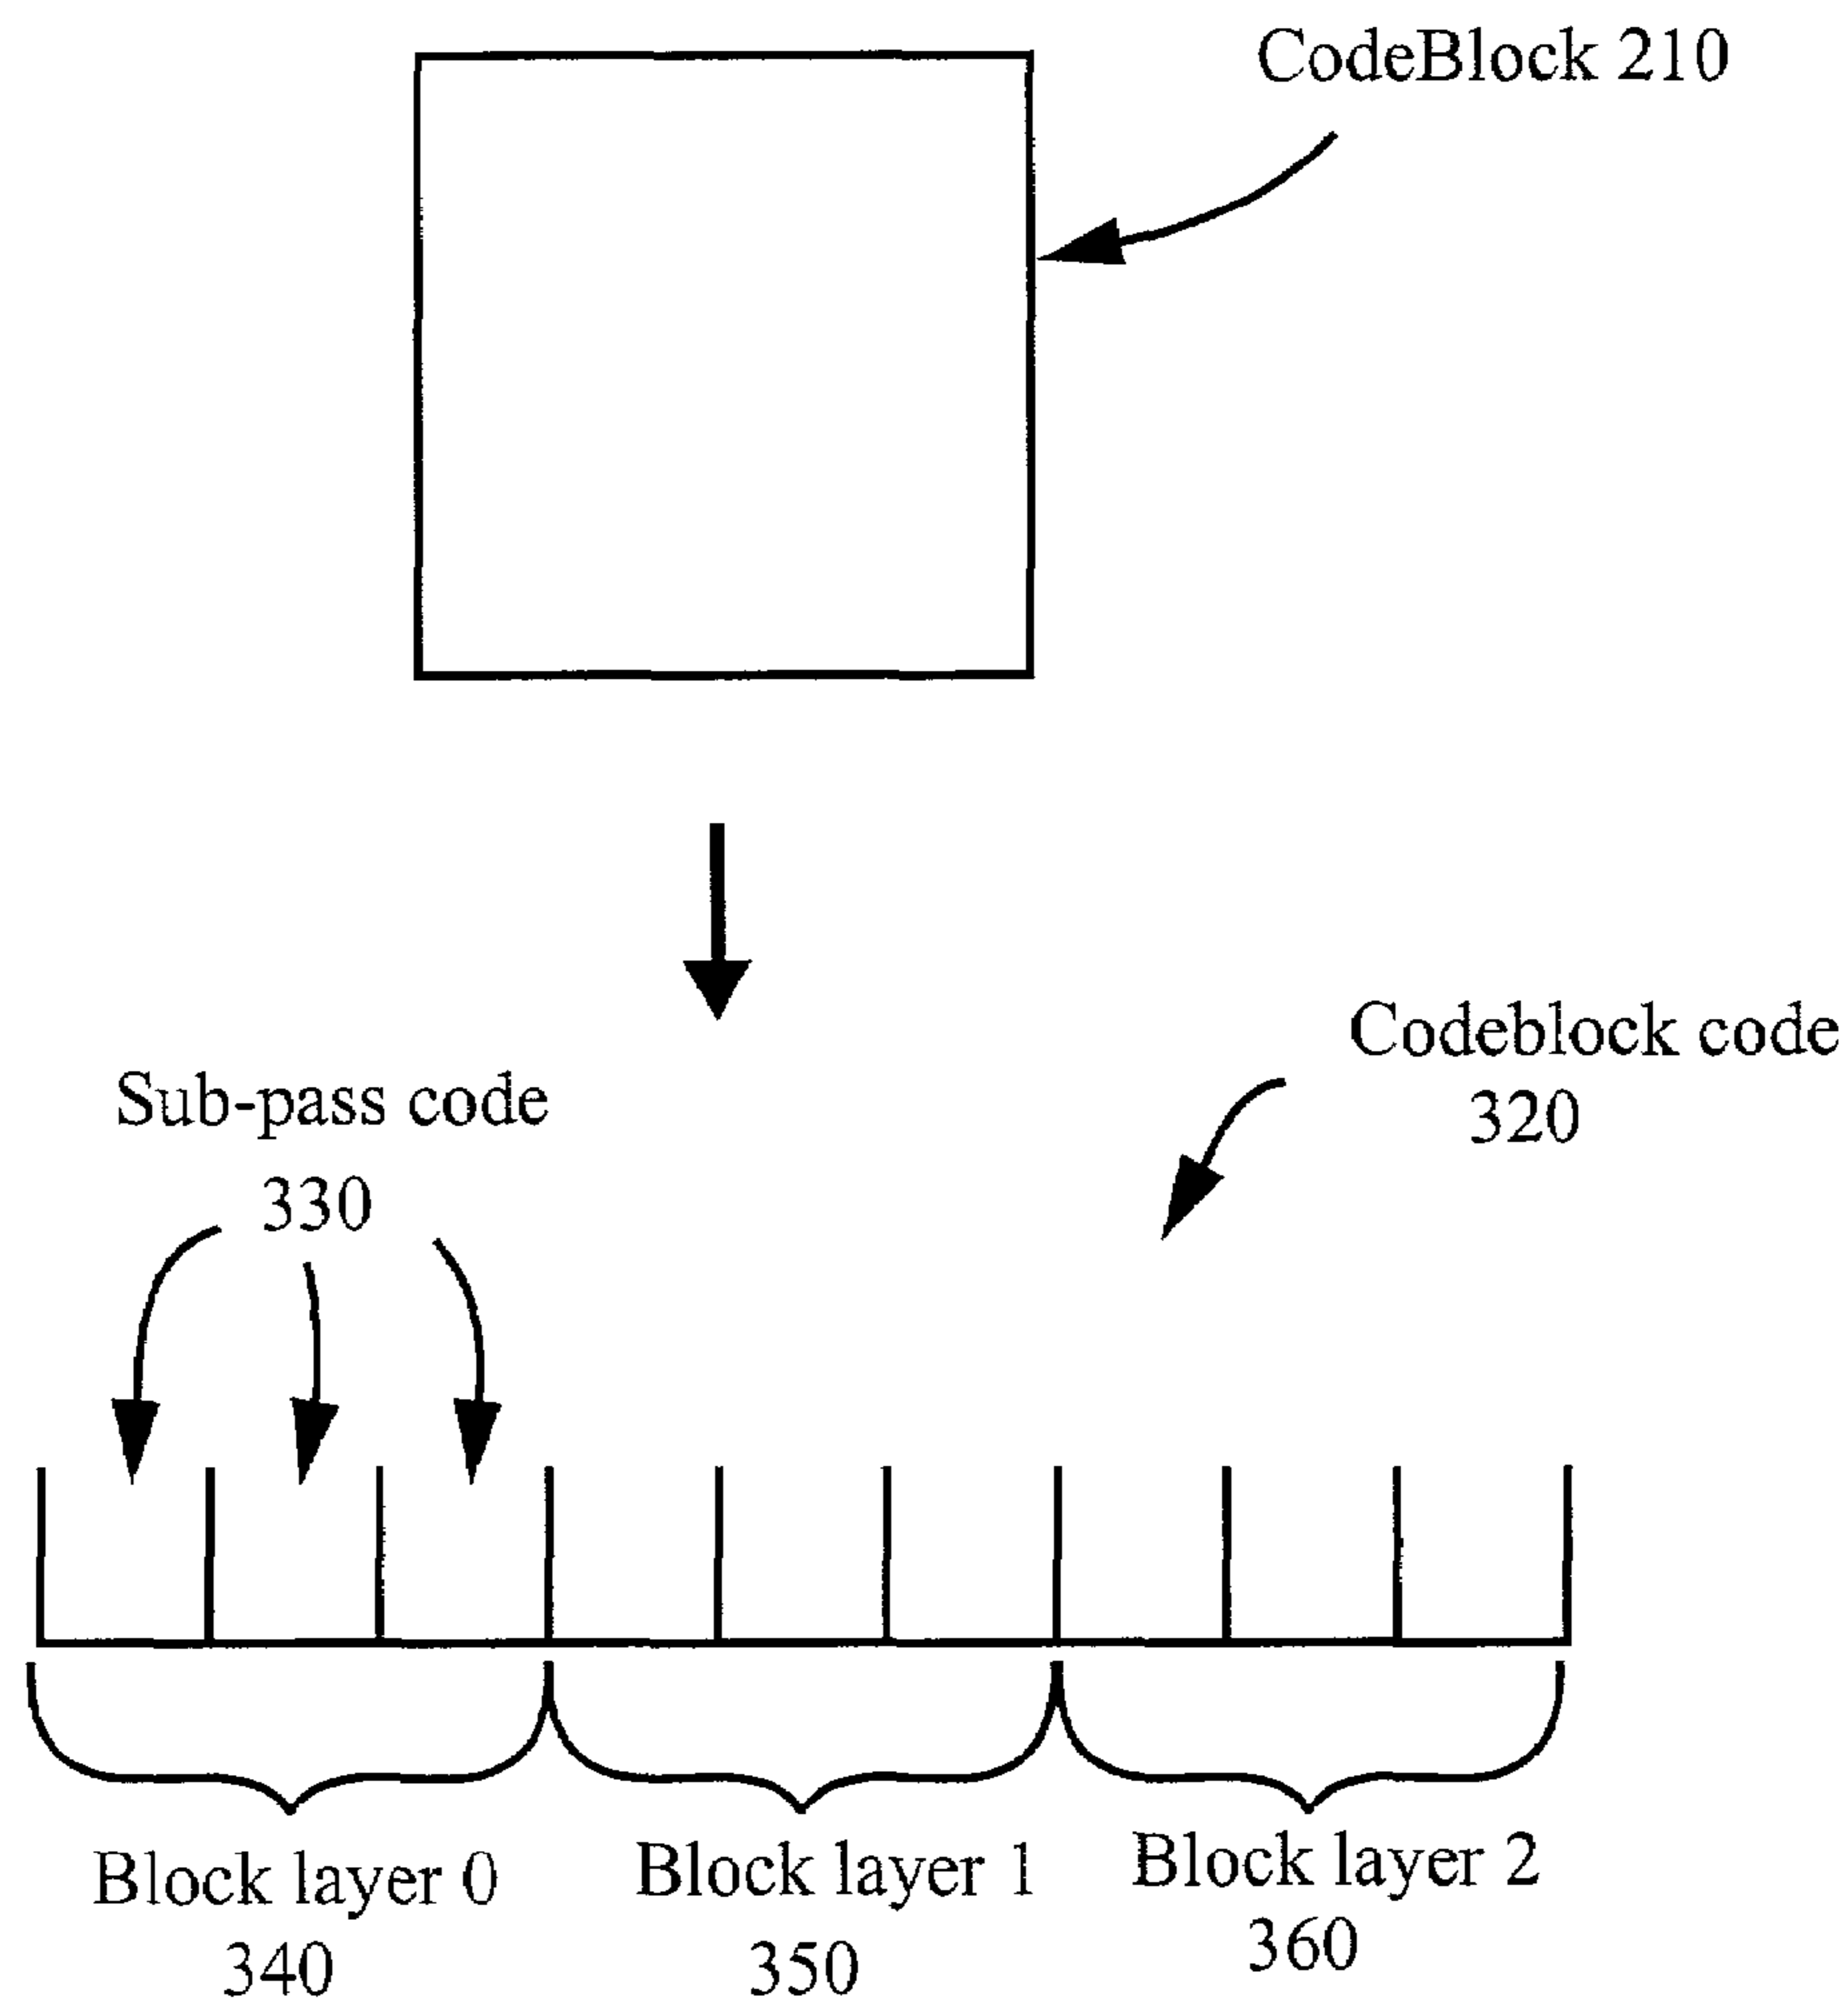 CodeBlock 210
Codeblock code
320
Sub-pass code
330
Block layer 0
340
Block layer 1
350
Block layer 2
360